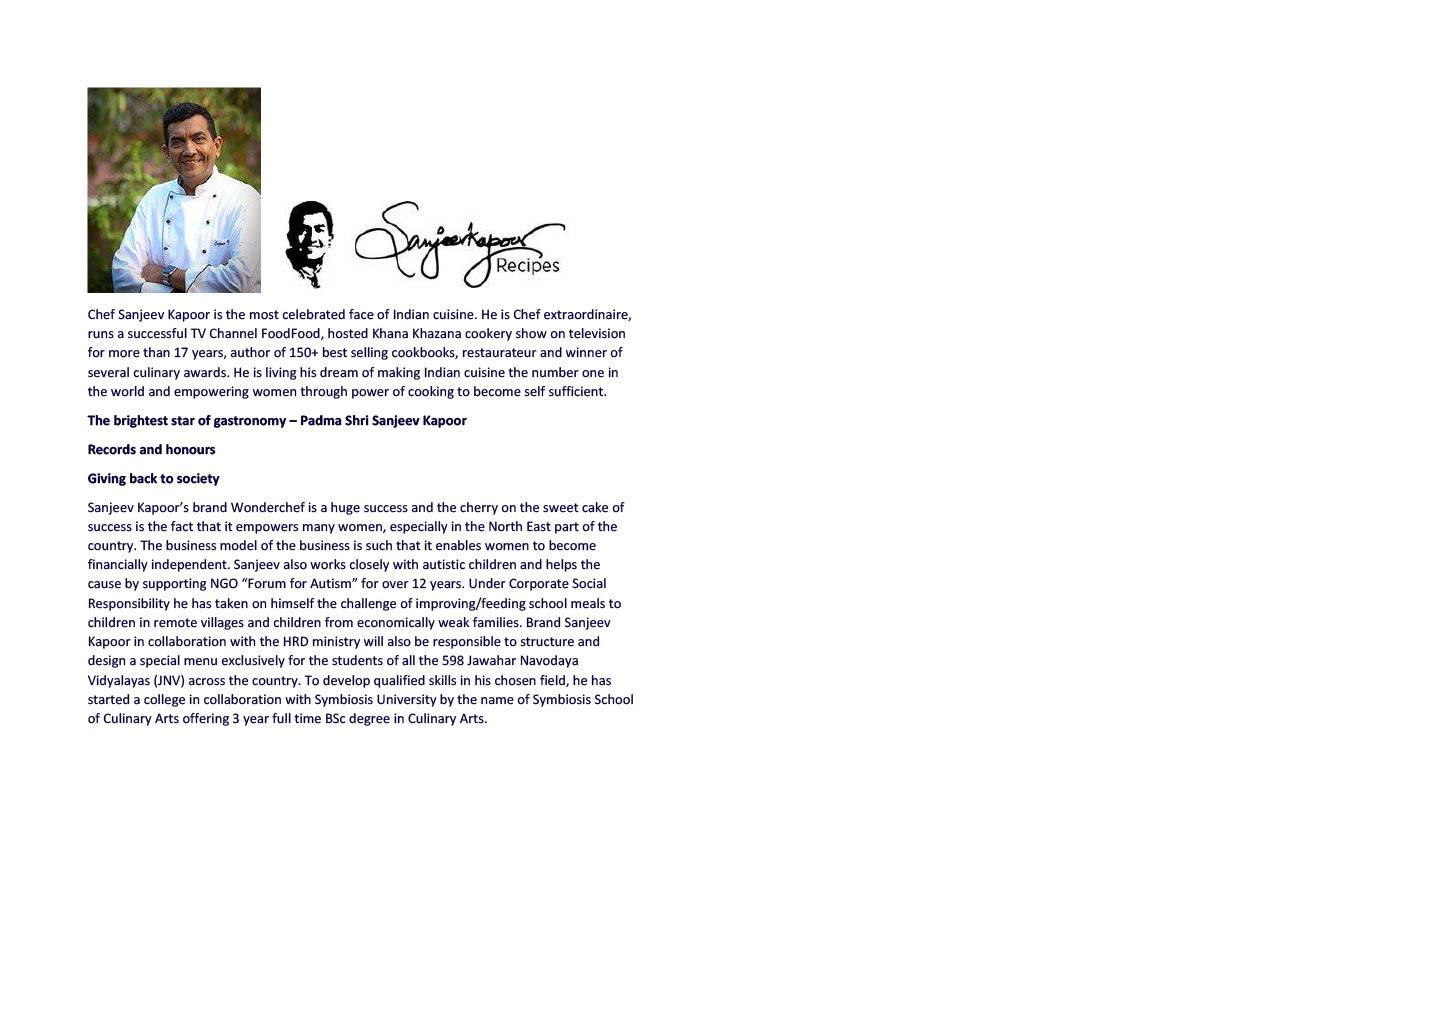 Sanjeev Kapoor
Recipes
Chef Sanjeev Kapoor is the most celebrated face of Indian cuisine. He is Chef extraordinaire,
runs a successful TV Channel FoodFood, hosted Khana Khazana cookery show on television
for more than 17 years, author of 150+ best selling cookbooks, restaurateur and winner of
several culinary awards. He is living his dream of making Indian cuisine the number one in
the world and empowering women through power of cooking to become self sufficient.
The brightest star of gastronomy – Padma Shri Sanjeev Kapoor
Records and honours
Giving back to society
Sanjeev Kapoor’s brand Wonderchef is a huge success and the cherry on the sweet cake of
success is the fact that it empowers many women, especially in the North East part of the
country. The business model of the business is such that it enables women to become
financially independent. Sanjeev also works closely with autistic children and helps the
cause by supporting NGO “Forum for Autism” for over 12 years. Under Corporate Social
Responsibility he has taken on himself the challenge of improving/feeding school meals to
children in remote villages and children from economically weak families. Brand Sanjeev
Kapoor in collaboration with the HRD ministry will also be responsible to structure and
design a special menu exclusively for the students of all the 598 Jawahar Navodaya
Vidyalayas (JNV) across the country. To develop qualified skills in his chosen field, he has
started a college in collaboration with Symbiosis University by the name of Symbiosis School
of Culinary Arts offering 3 year full time BSc degree in Culinary Arts.